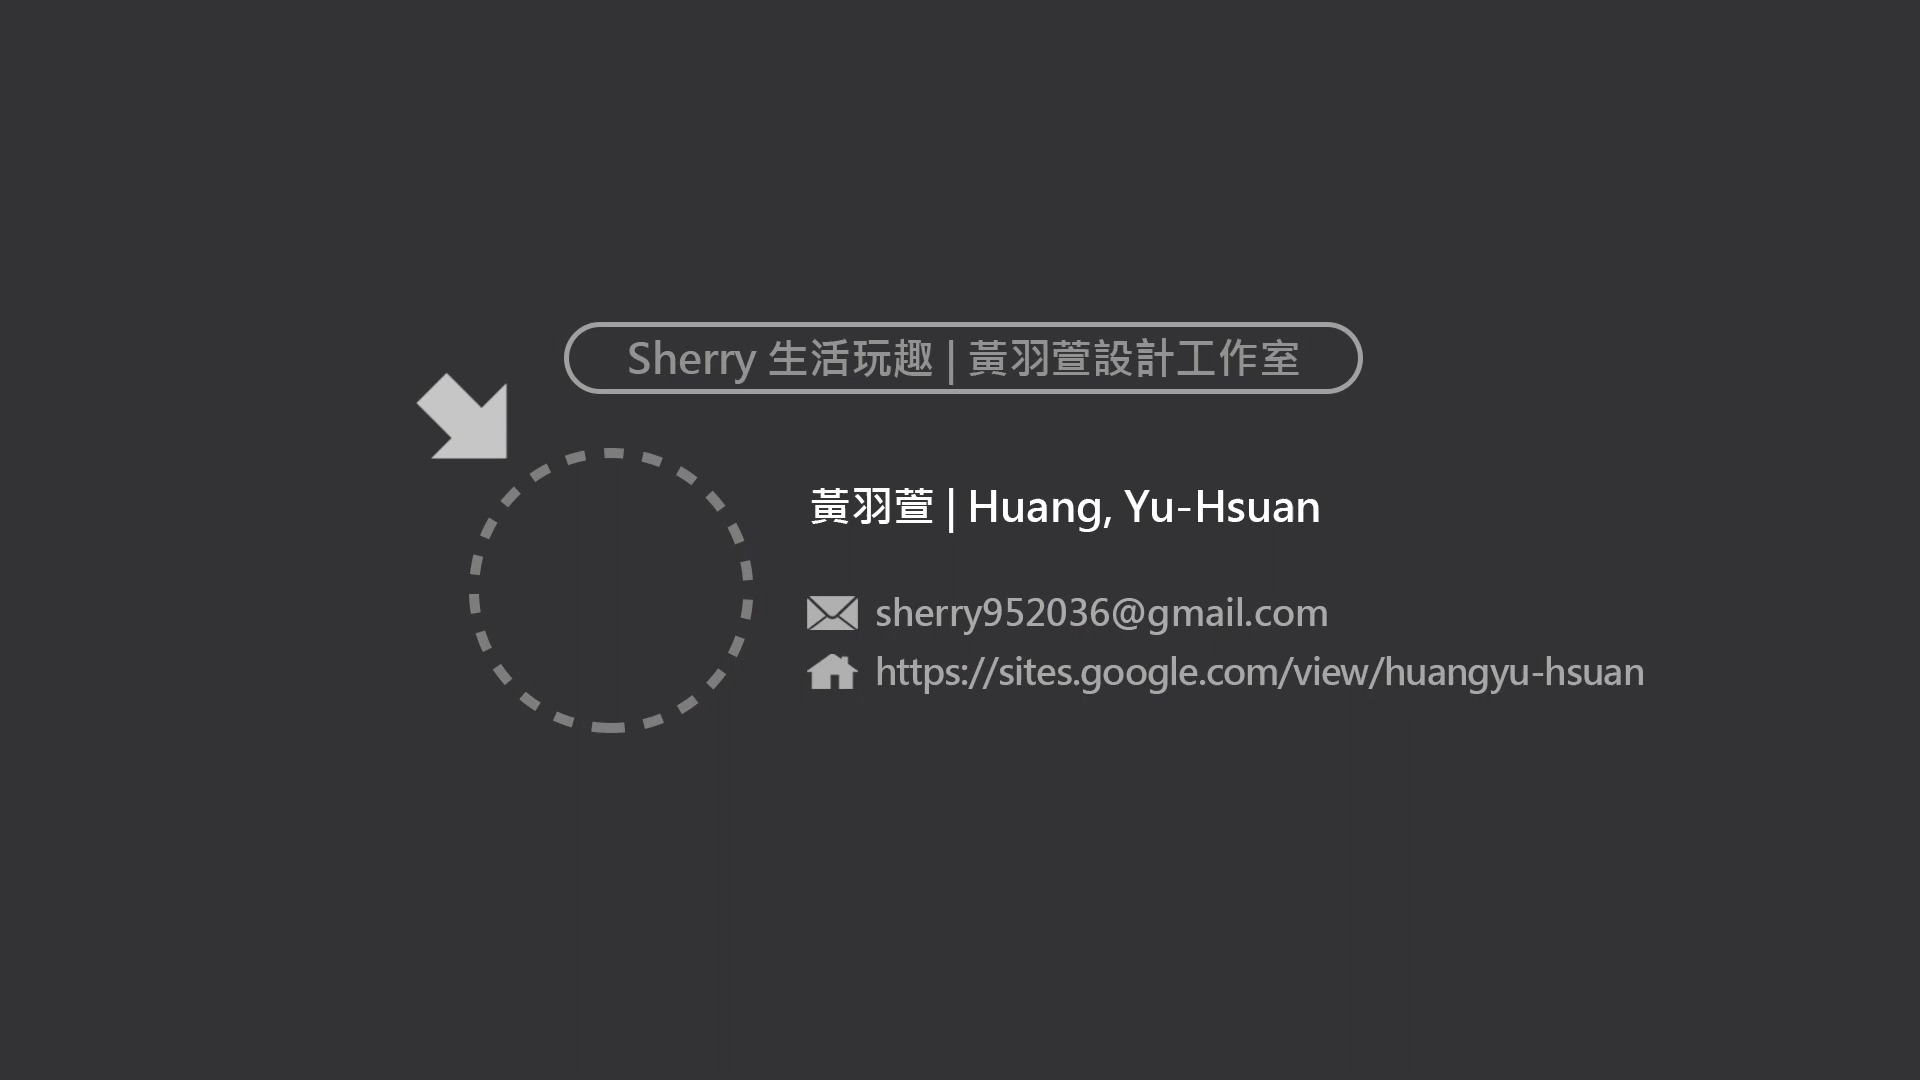 Sherry 生活玩趣 | 黃羽萱設計工作室
黃羽萱 | Huang, Yu-Hsuan
sherry952036@gmail.com
https://sites.google.com/view/huangyu-hsuan